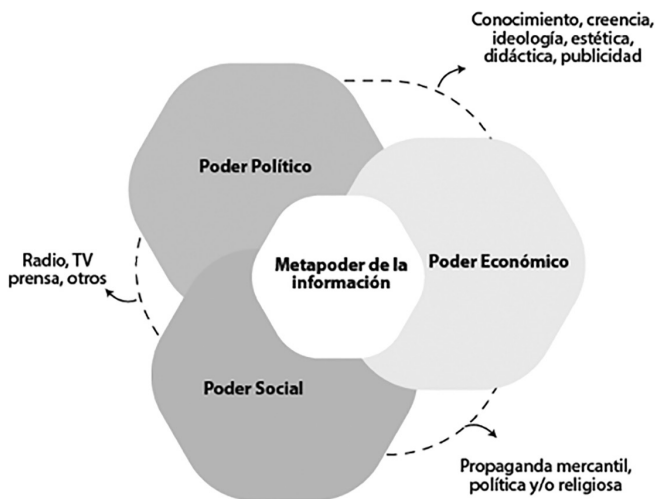 Conocimiento, creencia,
ideología, estética,
didáctica, publicidad
Poder Político
Radio, TV
prensa, otros
Metapoder de la
información
Poder Económico
Poder Social
Propaganda mercantil,
política y/o religiosa